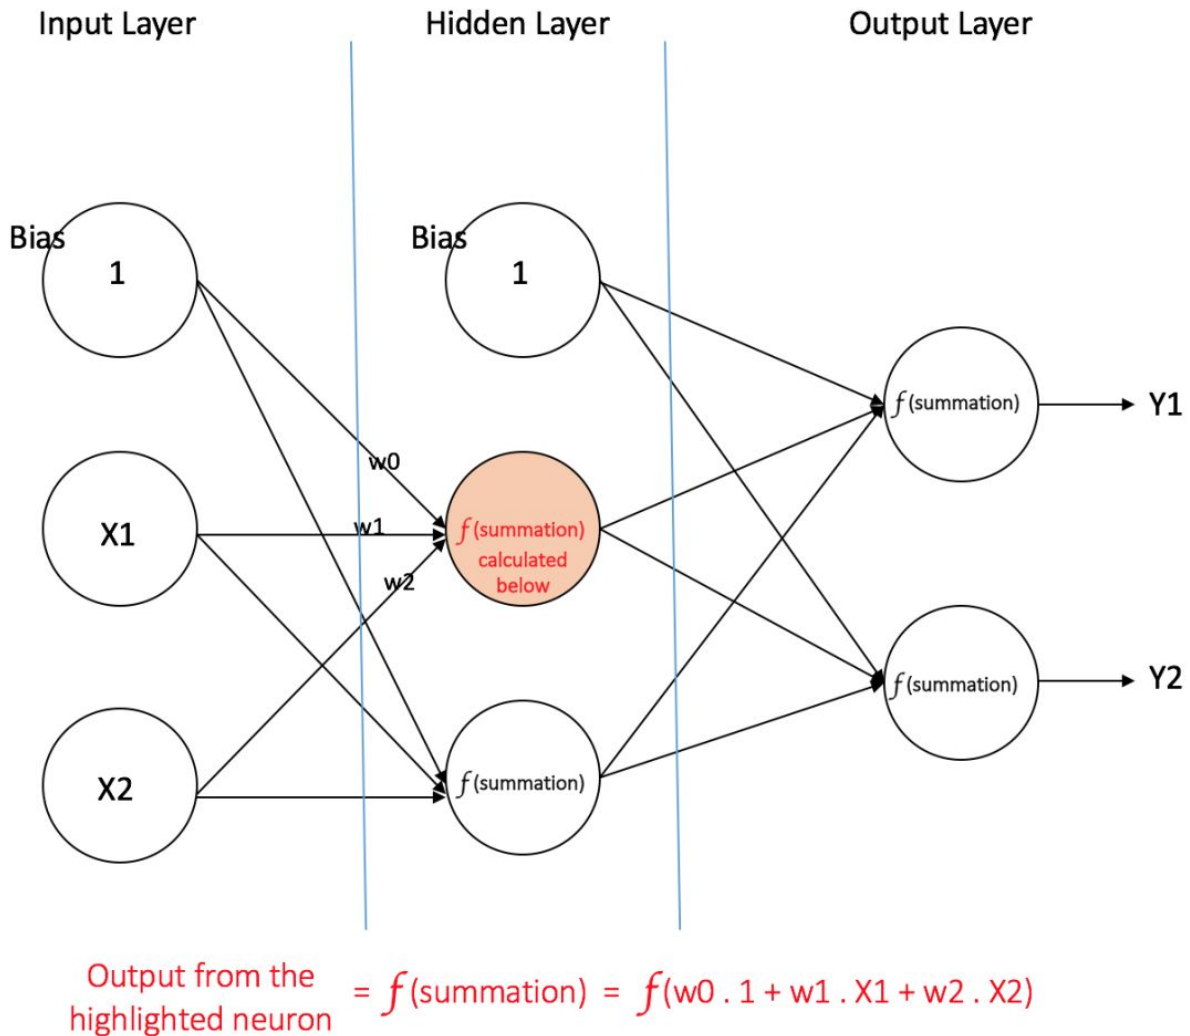 Input Layer
Hidden Layer
Output Layer
Bias
1
Bias
1
f(summation)
Y1
w0
X1
w1
f(summation)
calculated
below
w2
f(summation)
Y2
X2
f(summation)
Output from the
highlighted neuron
= f(summation) = f(w0 . 1 + w1 . X1 + w2 . X2)